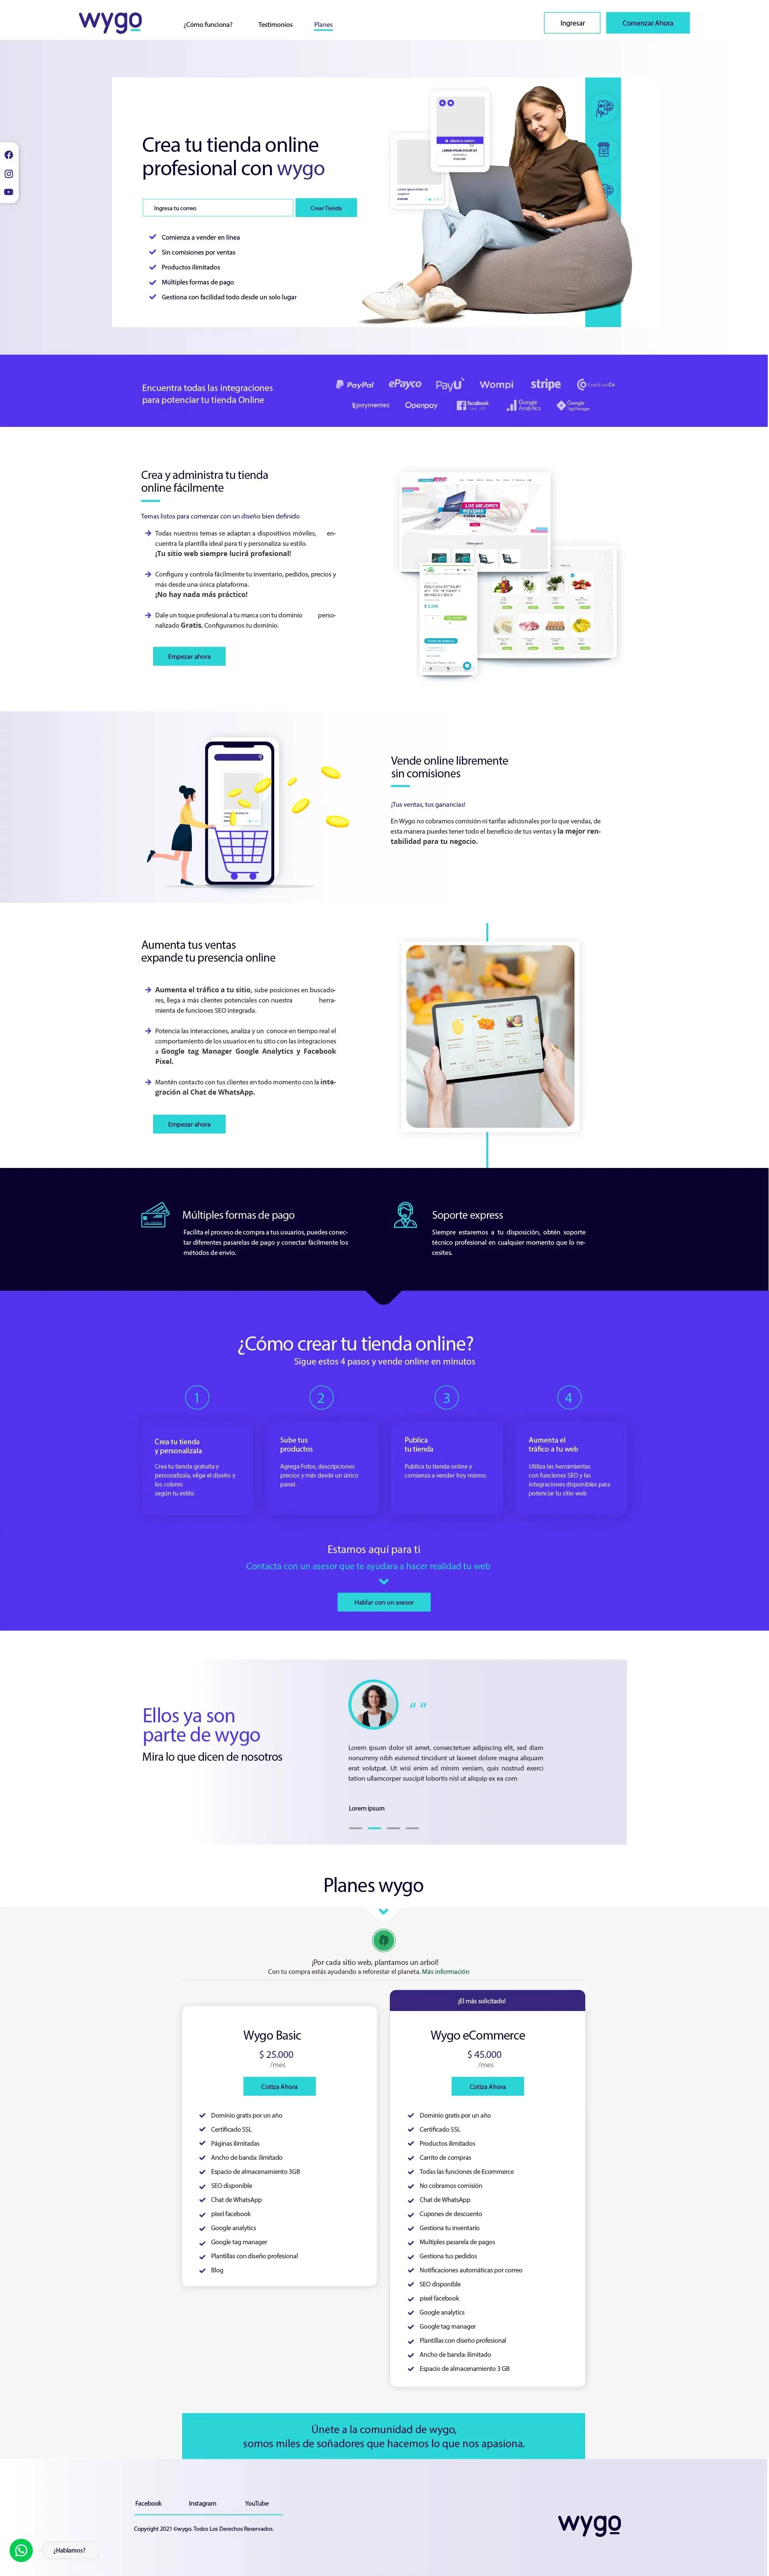 wygo
¿Cómo funciona?
Testimonios
Planes
Ingresar
Comenzar Ahora
Crea tu tienda online
profesional con wygo
Ingresa tu correo
Crear Tienda
Comienza a vender en línea
Sin comisiones por ventas
Productos ilimitados
Múltiples formas de pago
Gestiona con facilidad todo desde un solo lugar
Encuentra todas las integraciones
para potenciar tu tienda Online
PayPal
ePayco
PayU
Wompi
stripe
paymentez
Openpay
facebook
Google
Analytics
Google
TagManager
Crea y administra tu tienda
online fácilmente
Temas listos para comenzar con un diseño bien definido
Todas nuestros temas se adaptan a dispositivos móviles, en-
cuentra la plantilla ideal para ti y personaliza su estilo.
¡Tu sitio web siempre lucirá profesional!
Configura y controla fácilmente tu inventario, pedidos, precios y
más desde una única plataforma.
¡No hay nada más práctico!
Dale un toque profesional a tu marca con tu dominio perso-
nalizado Gratis, Configuramos tu dominio.
Empezar ahora
LOS MEJORES
Vende online libremente
sin comisiones
¡Tus ventas, tus ganancias!
En Wygo no cobramos comisión ni tarifas adicionales por lo que vendas, de
esta manera puedes tener todo el beneficio de tus ventas y la mejor ren-
tabilidad para tu negocio.
Aumenta tus ventas
expande tu presencia online
Aumenta el tráfico a tu sitio, sube posiciones en buscado-
res, llega a más clientes potenciales con nuestra herra-
mienta de funciones SEO integrada.
Potencia las interacciones, analiza y un conoce en tiempo real el
comportamiento de los usuarios en tu sitio con las integraciones
a Google tag Manager Google Analytics y Facebook
Pixel.
Mantén contacto con tus clientes en todo momento con la inte-
gración al Chat de WhatsApp.
Empezar ahora
Múltiples formas de pago
Facilita el proceso de compra a tus usuarios, puedes conec-
tar diferentes pasarelas de pago y conectar fácilmente los
métodos de envío.
Soporte express
Siempre estaremos a tu disposición, obtén soporte
técnico profesional en cualquier momento que lo ne-
cesites.
¿Cómo crear tu tienda online?
Sigue estos 4 pasos y vende online en minutos
1
2
3
4
Crea tu tienda
y personalizala
Crea tu tienda gratuita y
personalizala, elige el diseño y
los colores
según tu estilo.
Sube tus
productos
Agrega Fotos, descripciones
precios y más desde un único
panel.
Publica
tu tienda
Publica tu tienda online y
comienza a vender hoy mismo.
Aumenta el
tráfico a tu web
Utiliza las herramientas
con funciones SEO y las
integraciones disponibles para
potenciar tu sitio web
Estamos aquí para ti
Contacta con un asesor que te ayudara a hacer realidad tu web
Hablar con un asesor
Ellos ya son
parte de wygo
Mira lo que dicen de nosotros
Lorem ipsum dolor sit amet, consectetuer adipiscing elit, sed diam
nonummy nibh euismod tincidunt ut laoreet dolore magna aliquam
erat volutpat. Ut wisi enim ad minim veniam, quis nostrud exerci
tation ullamcorper suscipit lobortis nisl ut aliquip ex ea com
Lorem ipsum
Planes wygo
¡Por cada sitio web, plantamos un arbol!
Con tu compra estás ayudando a reforestar el planeta. Más información
Wygo Basic
$ 25.000
/mes
Cotiza Ahora
Dominio gratis por un año
Certificado SSL
Páginas ilimitadas
Ancho de banda: ilimitado
Espacio de almacenamiento 3GB
SEO disponible
Chat de WhatsApp
pixel facebook
Google analytics
Google tag manager
Plantillas con diseño profesional
Blog
¡El más solicitado!
Wygo eCommerce
$ 45.000
/mes
Cotiza Ahora
Dominio gratis por un año
Certificado SSL
Productos ilimitados
Carrito de compras
Todas las funciones de Ecommerce
No cobramos comisión
Chat de WhatsApp
Cupones de descuento
Gestiona tu inventario
Multiples pasarela de pagos
Gestiona tus pedidos
Notificaciones automáticas por correo
SEO disponible
pixel facebook
Google analytics
Google tag manager
Plantillas con diseño profesional
Ancho de banda: ilimitado
Espacio de almacenamiento 3 GB
Únete a la comunidad de wygo,
somos miles de soñadores que hacemos lo que nos apasiona.
Facebook
Instagram
YouTube
Copyright 2021 ©wygo. Todos Los Derechos Reservados.
wygo
¿Hablamos?